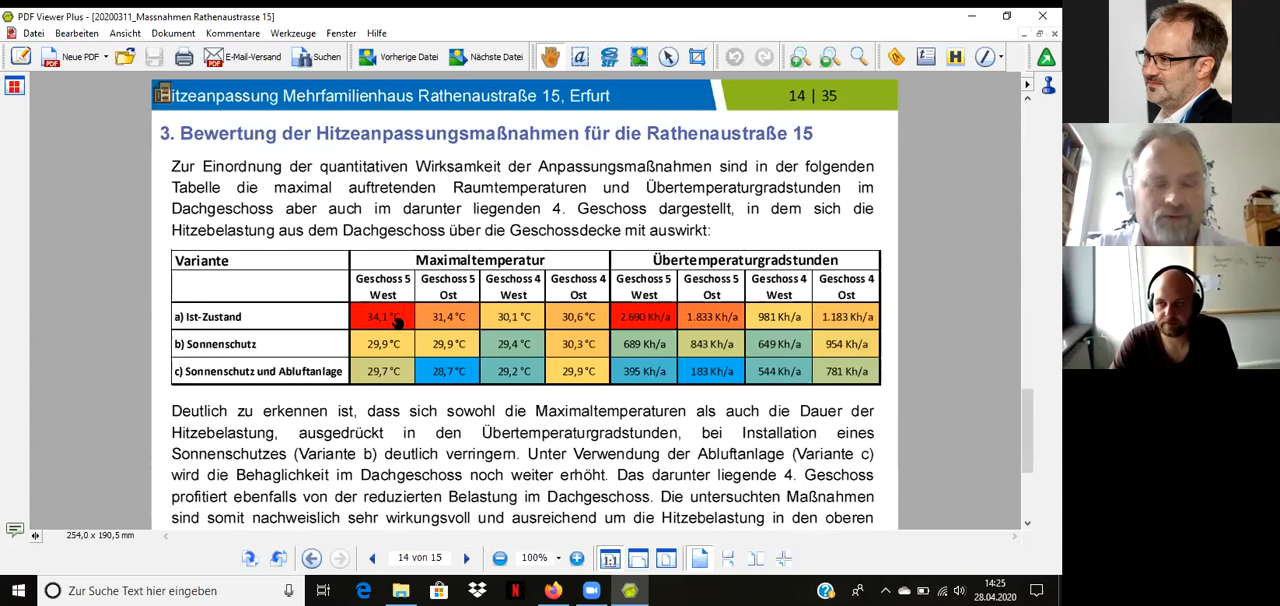 PDF Viewer Plus - [20200311_Massnahmen Rathenaustrasse 15]
Datei Bearbeiten Ansicht Dokument Kommentare Werkzeuge Fenster Hilfe
Neue PDF E-Mail-Versand Suchen Vorherige Datei Nächste Datei
itzeanpassung Mehrfamilienhaus Rathenaustraße 15, Erfurt 14 | 35
3. Bewertung der Hitzeanpassungsmaßnahmen für die Rathenaustraße 15
Zur Einordnung der quantitativen Wirksamkeit der Anpassungsmaßnahmen sind in der folgenden
Tabelle die maximal auftretenden Raumtemperaturen und Übertemperaturgradstunden im
Dachgeschoss aber auch im darunter liegenden 4. Geschoss dargestellt, in dem sich die
Hitzebelastung aus dem Dachgeschoss über die Geschossdecke mit auswirkt:
Variante Maximaltemperatur Übertemperaturgradstunden
Geschoss 5 Geschoss 5 Geschoss 4 Geschoss 4 Geschoss 5 Geschoss 5 Geschoss 4 Geschoss 4
West Ost West Ost West Ost West Ost
a) Ist-Zustand 34,1 °C 31,4 °C 30,1 °C 30,6 °C 2.690 Kh/a 1.833 Kh/a 981 Kh/a 1.183 Kh/a
b) Sonnenschutz 29,9 °C 29,9 °C 29,4 °C 30,3 °C 689 Kh/a 843 Kh/a 649 Kh/a 954 Kh/a
c) Sonnenschutz und Abluftanlage 29,7 °C 28,7 °C 29,2 °C 29,9 °C 395 Kh/a 183 Kh/a 544 Kh/a 781 Kh/a
Deutlich zu erkennen ist, dass sich sowohl die Maximaltemperaturen als auch die Dauer der
Hitzebelastung, ausgedrückt in den Übertemperaturgradstunden, bei Installation eines
Sonnenschutzes (Variante b) deutlich verringern. Unter Verwendung der Abluftanlage (Variante c)
wird die Behaglichkeit im Dachgeschoss noch weiter erhöht. Das darunter liegende 4. Geschoss
profitiert ebenfalls von der reduzierten Belastung im Dachgeschoss. Die untersuchten Maßnahmen
sind somit nachweislich sehr wirkungsvoll und ausreichend um die Hitzebelastung in den oberen
254,0 x 190,5 mm
14 von 15 100% 1:1
Zur Suche Text hier eingeben 14:25
28.04.2020